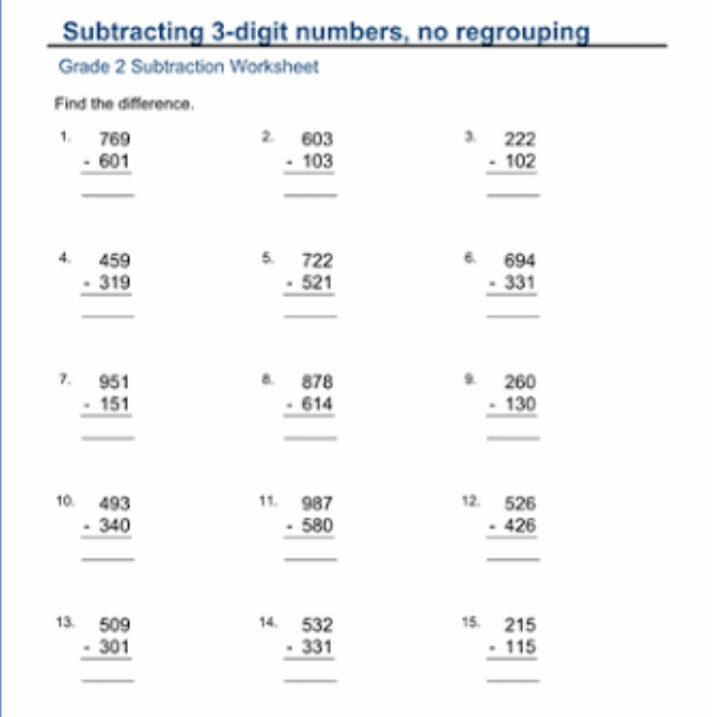 Subtracting 3-digit numbers, no regrouping
Grade 2 Subtraction Worksheet
Find the difference.
1. 769 2. 603 3. 222
- 601 - 103 - 102
4. 459 5. 722 6. 694
- 319 - 521 - 331
7. 951 8. 878 9. 260
- 151 - 614 - 130
10. 493 11. 987 12. 526
- 340 - 580 - 426
13. 509 14. 532 15. 215
- 301 - 331 - 115